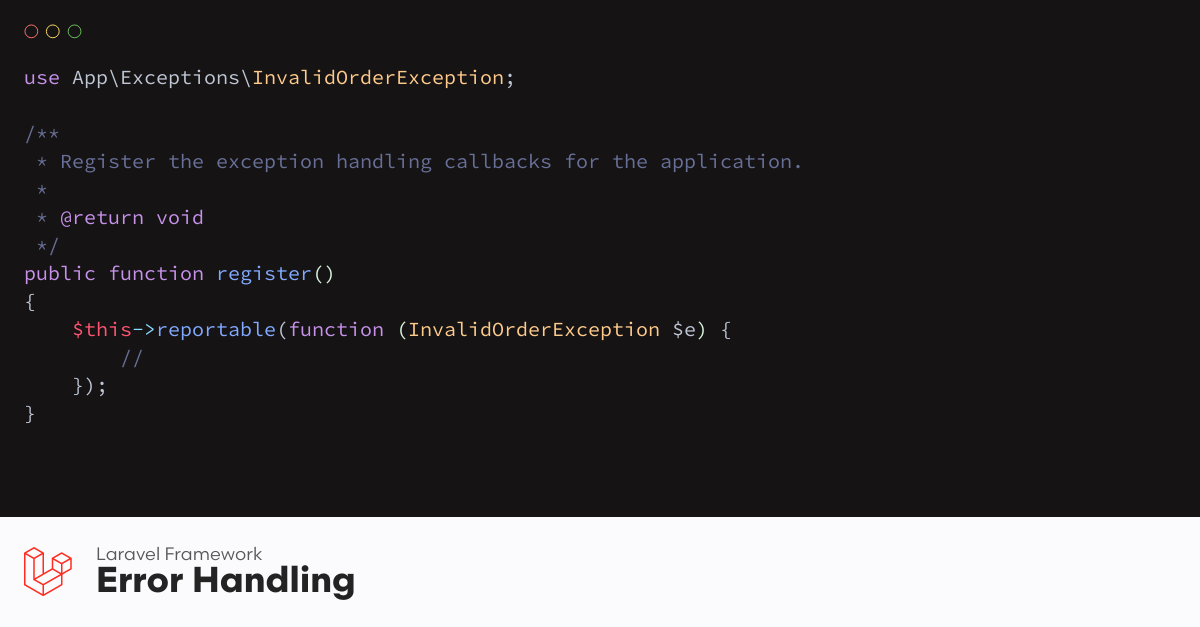 use App\Exceptions\InvalidOrderException;
/**
 * Register the exception handling callbacks for the application.
 *
 * @return void
 */
public function register()
{
    $this->reportable(function (InvalidOrderException $e) {
        //
    });
}
Laravel Framework
Error Handling